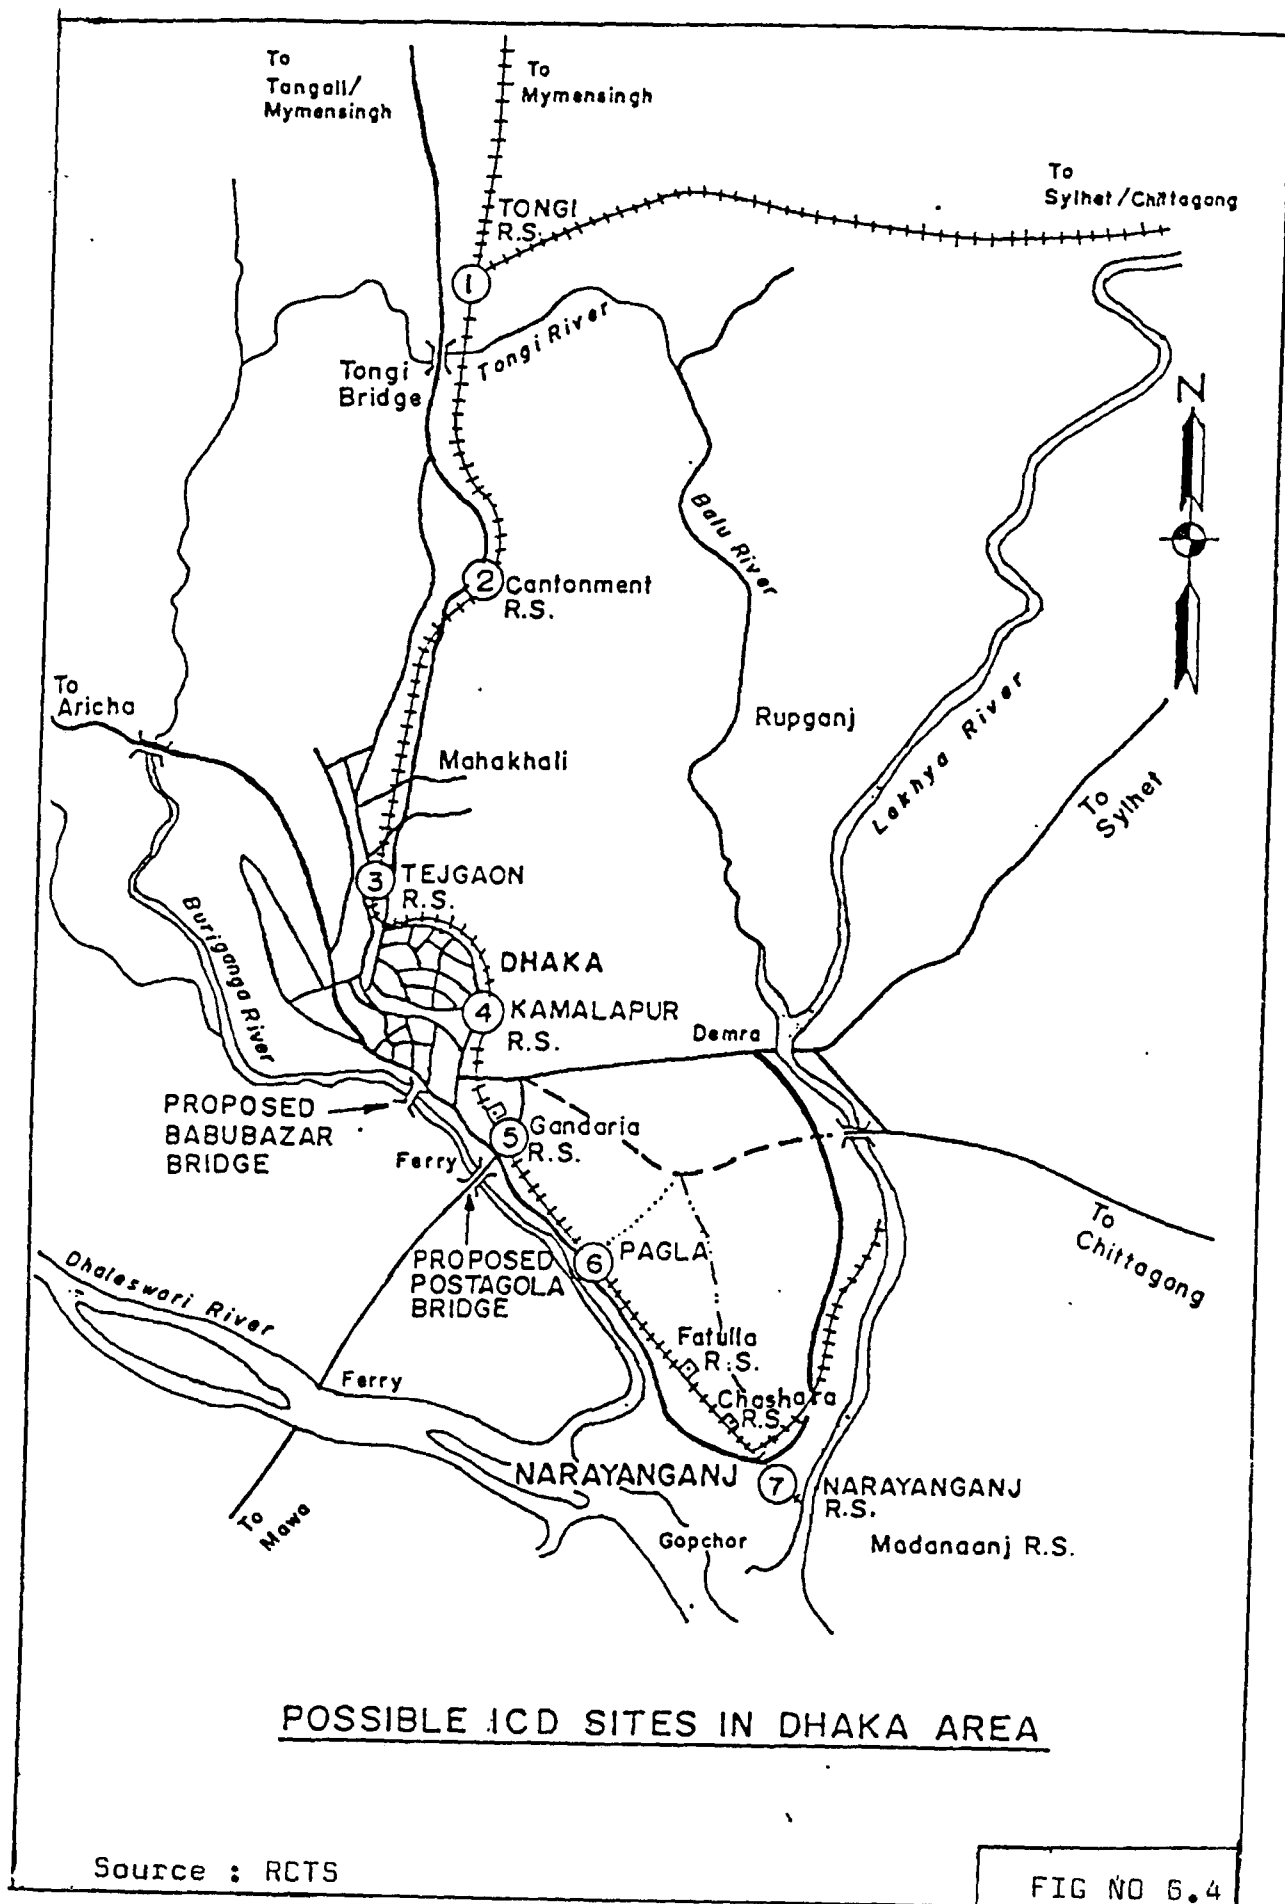 To
Tangail/
Mymensingh
To
Mymensingh
To
Sylhet/Chittagong
TONGI
R.S.
1
Tongi River
Tongi
Bridge
N
Balu River
2
Cantonment
R.S.
To
Aricha
Rupganj
Lakhya River
Mahakhali
To
Sylhet
3
TEJGAON
R.S.
Buriganga River
DHAKA
4
KAMALAPUR
R.S.
Demra
PROPOSED
BABUBAZAR
BRIDGE
5
Gandaria
R.S.
Ferry
To
Chittagong
6
PAGLA
PROPOSED
POSTAGOLA
BRIDGE
Dhaleswari River
Fatulla
R.S.
Ferry
Chashara
R.S.
NARAYANGANJ
7
NARAYANGANJ
R.S.
To
Mawa
Gopchor
Madanaanj R.S.
POSSIBLE ICD SITES IN DHAKA AREA
Source : RCTS
FIG NO 6.4